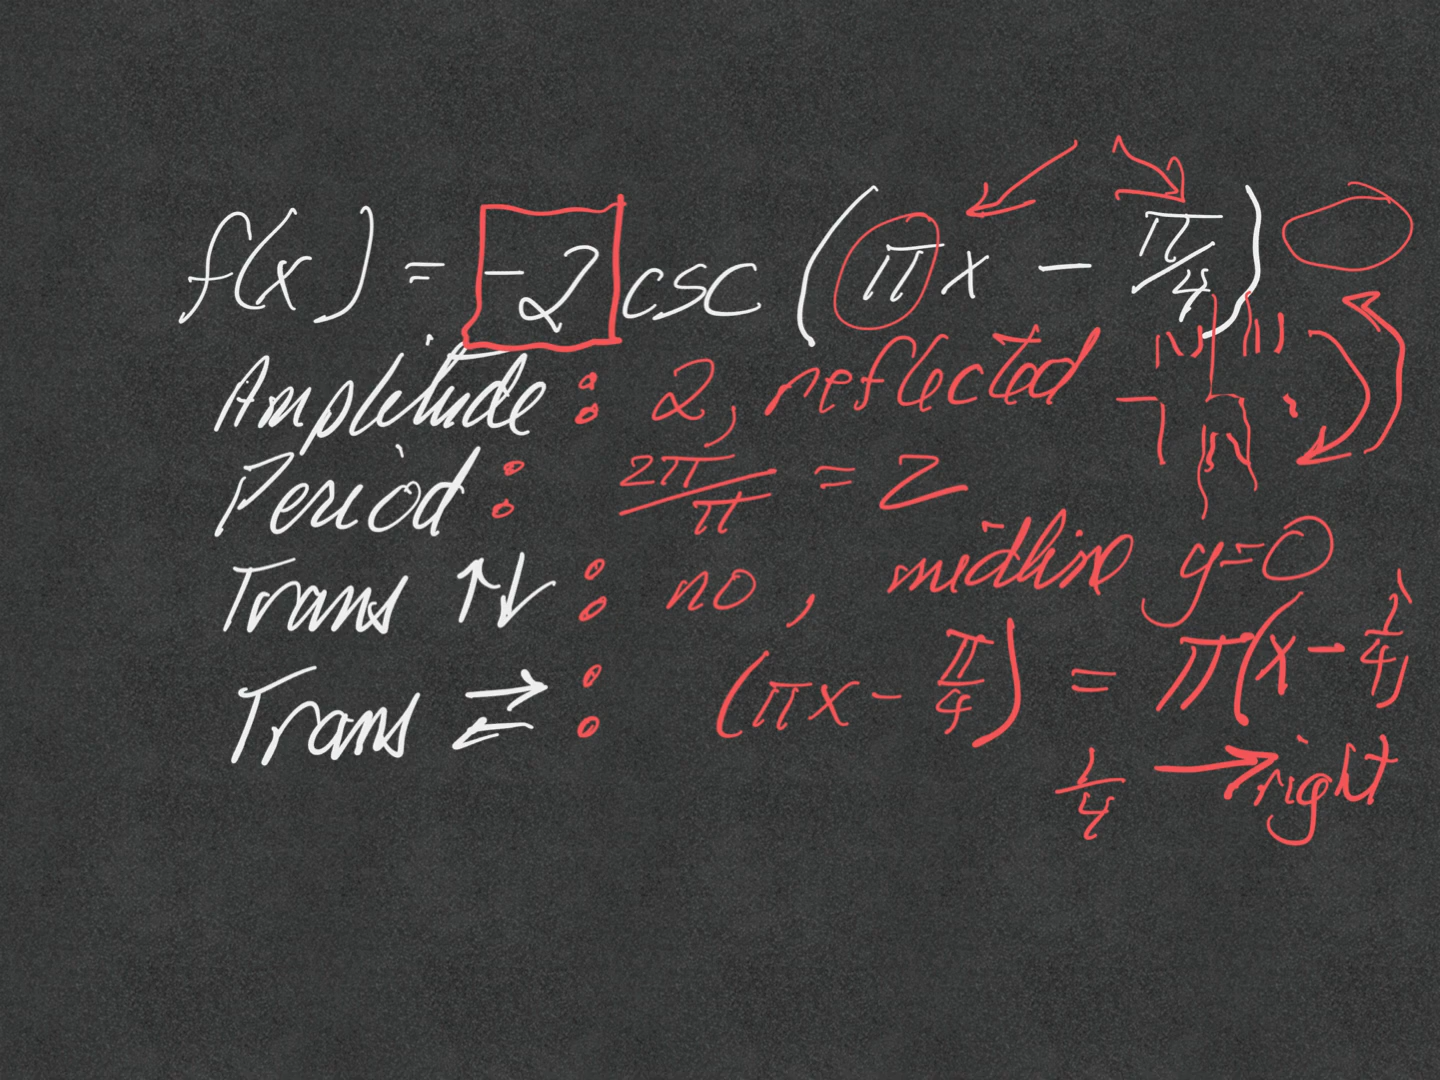 f(x) = -2 csc (πx - π/4)
Amplitude : 2, reflected
Period : 2π/π = 2
Trans ↑↓ : no, midline y=0
Trans ⇄ : (πx - π/4) = π(x - 1/4)
1/4 → right